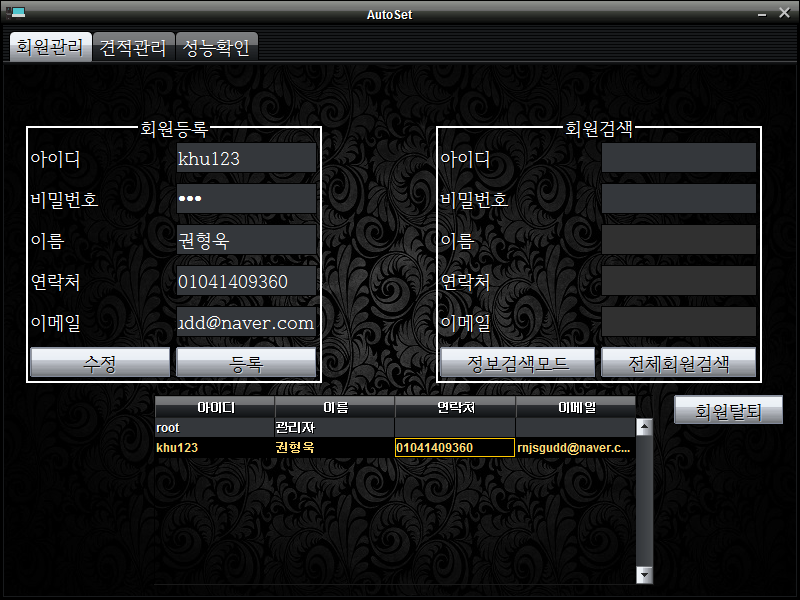 AutoSet
회원관리 견적관리 성능확인
회원등록
아이디 khu123
비밀번호 •••
이름 권형욱
연락처 01041409360
이메일 udd@naver.com
수정 등록
회원검색
아이디
비밀번호
이름
연락처
이메일
정보검색모드 전체회원검색
아이디 이름 연락처 이메일
root 관리자
khu123 권형욱 01041409360 rnjsgudd@naver.c...
회원탈퇴